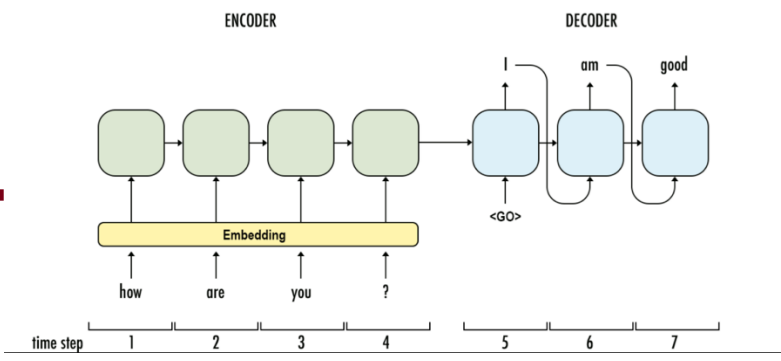 ENCODER DECODER
I am good
<GO>
Embedding
how are you ?
time step 1 2 3 4 5 6 7